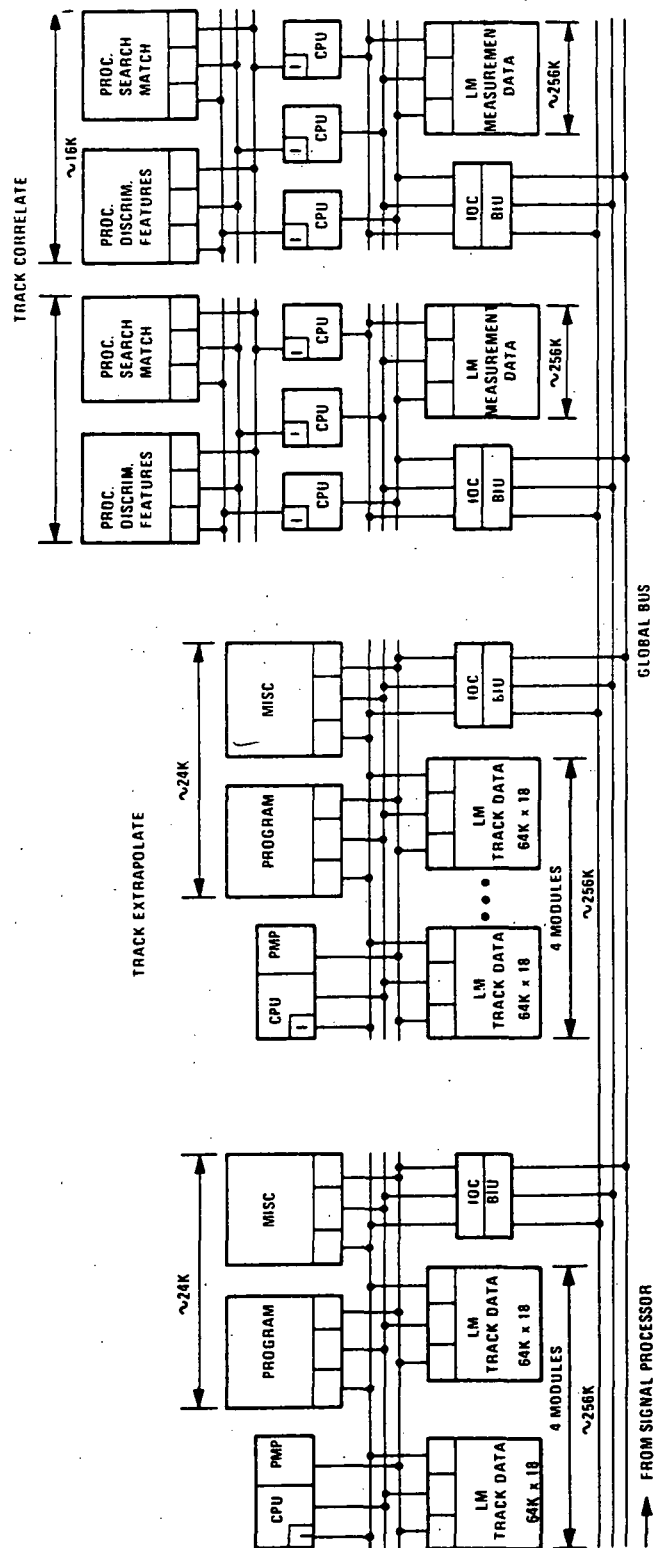 TRACK CORRELATE
~16K
PROC.
DISCRIM.
FEATURES
PROC.
SEARCH
MATCH
PROC.
DISCRIM.
FEATURES
PROC.
SEARCH
MATCH
I
CPU
I
CPU
I
CPU
I
CPU
I
CPU
I
CPU
IOC
BIU
LM
MEASUREMENT
DATA
~256K
IOC
BIU
LM
MEASUREMENT
DATA
~256K
TRACK EXTRAPOLATE
~24K
CPU
PMP
I
PROGRAM
MISC
~24K
CPU
PMP
I
PROGRAM
MISC
LM
TRACK DATA
64K x 18
LM
TRACK DATA
64K x 18
IOC
BIU
4 MODULES
~256K
LM
TRACK DATA
64K x 18
•••
LM
TRACK DATA
64K x 18
IOC
BIU
4 MODULES
~256K
FROM SIGNAL PROCESSOR
GLOBAL BUS